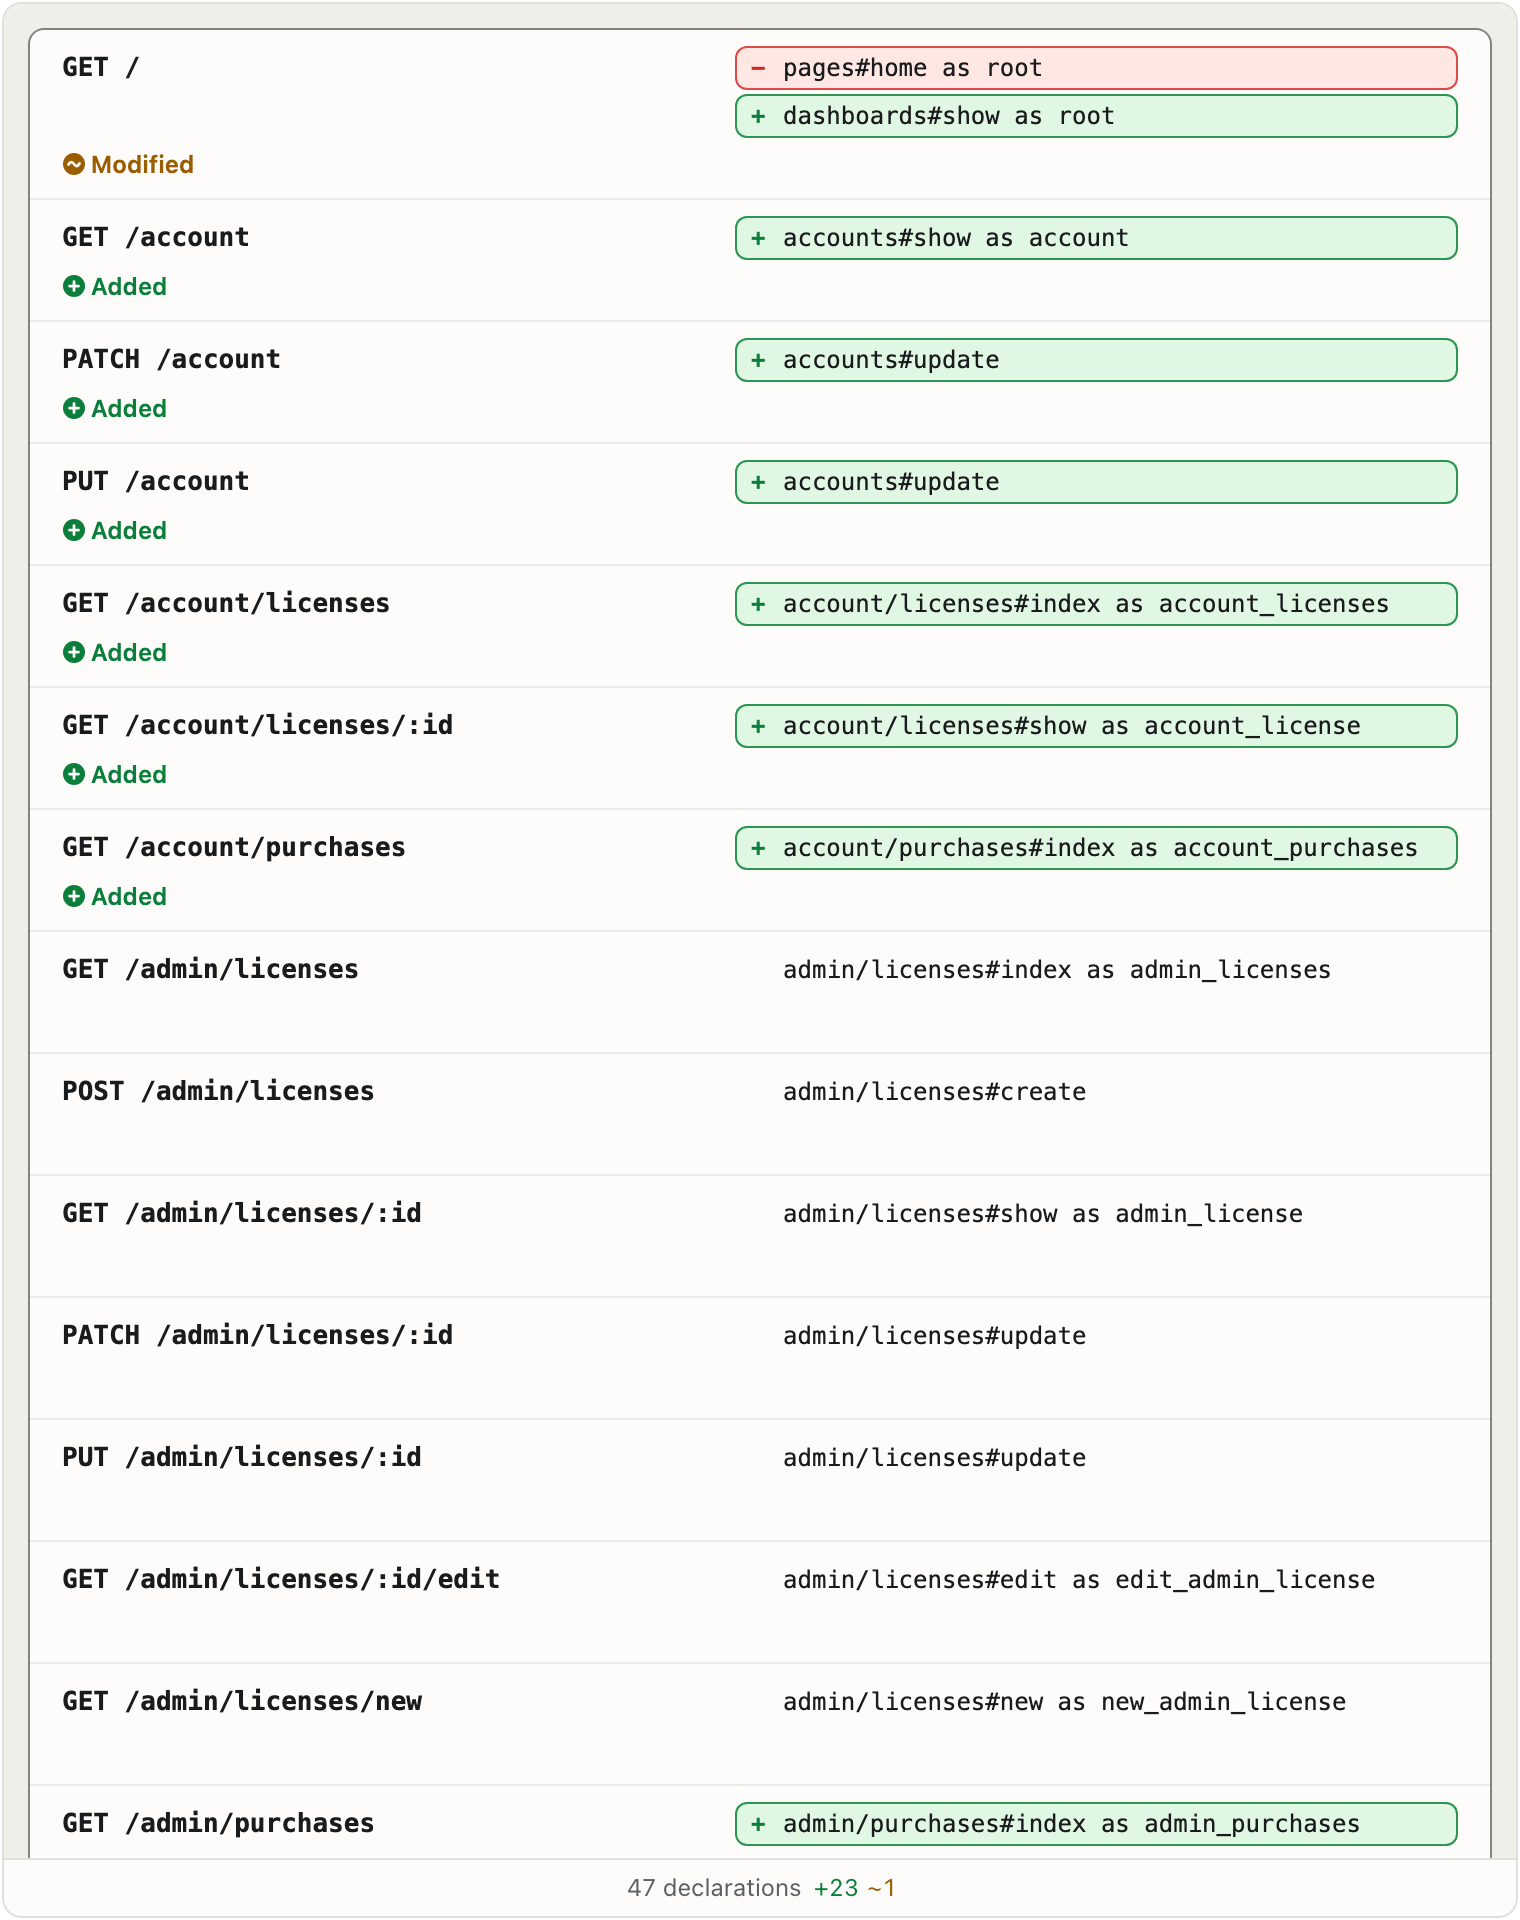 GET / − pages#home as root
+ dashboards#show as root
Modified
GET /account + accounts#show as account
Added
PATCH /account + accounts#update
Added
PUT /account + accounts#update
Added
GET /account/licenses + account/licenses#index as account_licenses
Added
GET /account/licenses/:id + account/licenses#show as account_license
Added
GET /account/purchases + account/purchases#index as account_purchases
Added
GET /admin/licenses admin/licenses#index as admin_licenses
POST /admin/licenses admin/licenses#create
GET /admin/licenses/:id admin/licenses#show as admin_license
PATCH /admin/licenses/:id admin/licenses#update
PUT /admin/licenses/:id admin/licenses#update
GET /admin/licenses/:id/edit admin/licenses#edit as edit_admin_license
GET /admin/licenses/new admin/licenses#new as new_admin_license
GET /admin/purchases + admin/purchases#index as admin_purchases
47 declarations +23 ~1